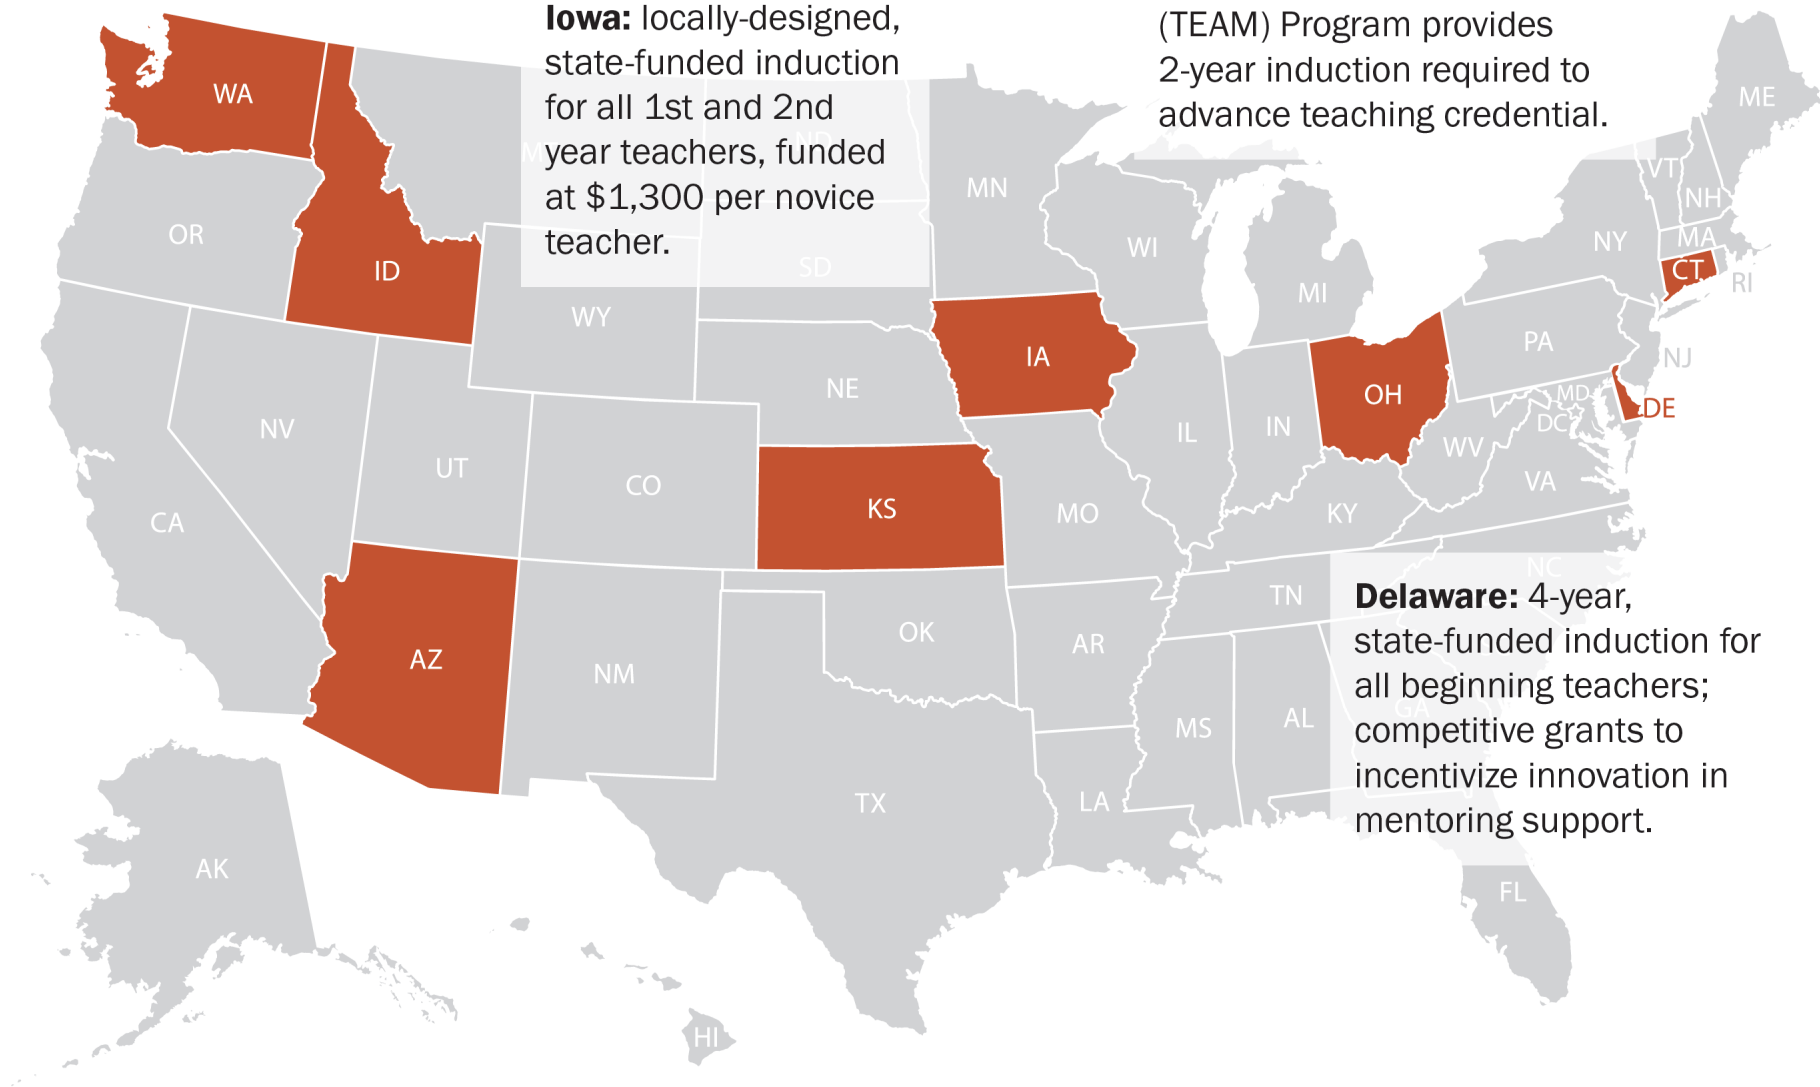 Iowa: locally-designed,
state-funded induction
for all 1st and 2nd
year teachers, funded
at $1,300 per novice
teacher.
(TEAM) Program provides
2-year induction required to
advance teaching credential.
WA
ME
ND
VT
MN
NH
OR
NY
MA
WI
ID
SD
CT
RI
MI
WY
PA
IA
NJ
NE
OH
MD
DE
DC
NV
IL
IN
WV
UT
CO
VA
KS
MO
KY
CA
NC
TN
Delaware: 4-year,
state-funded induction for
all beginning teachers;
competitive grants to
incentivize innovation in
mentoring support.
OK
AR
AZ
NM
GA
MS
AL
TX
LA
AK
FL
HI